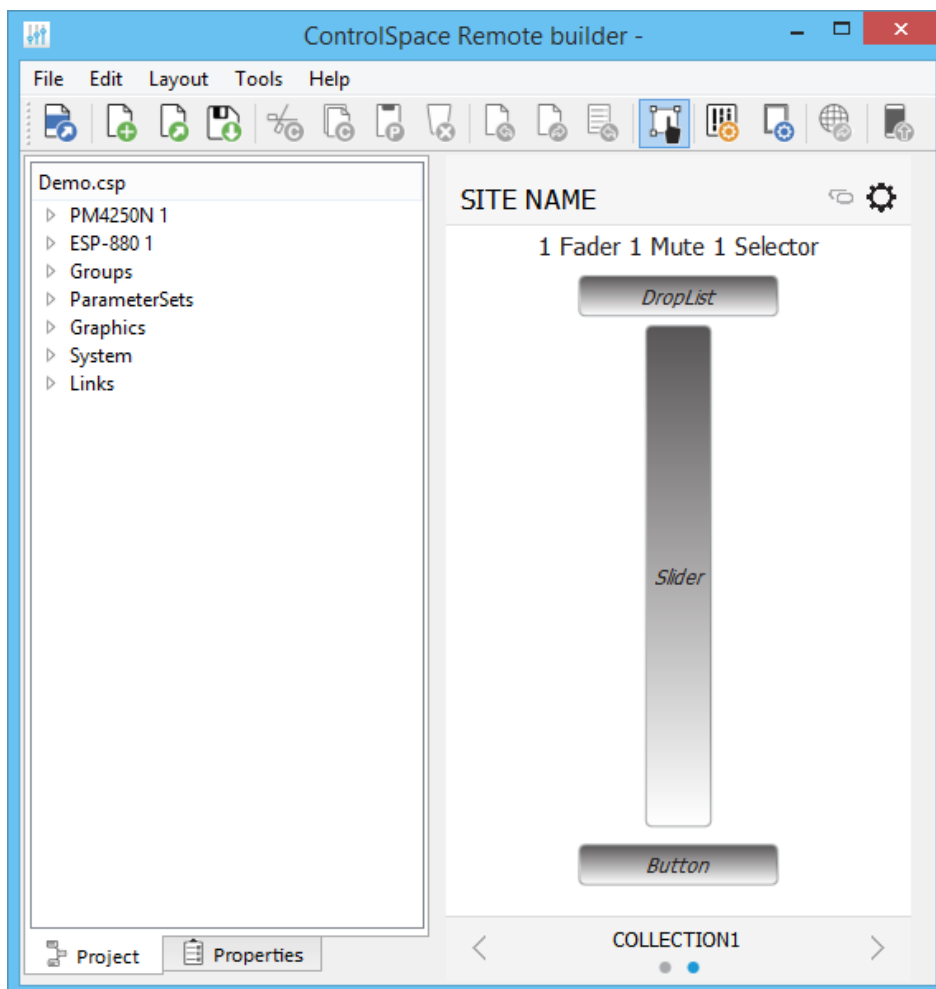 ControlSpace Remote builder -
File Edit Layout Tools Help
Demo.csp
PM4250N 1
ESP-880 1
Groups
ParameterSets
Graphics
System
Links
Project
Properties
SITE NAME
1 Fader 1 Mute 1 Selector
DropList
Slider
Button
COLLECTION1